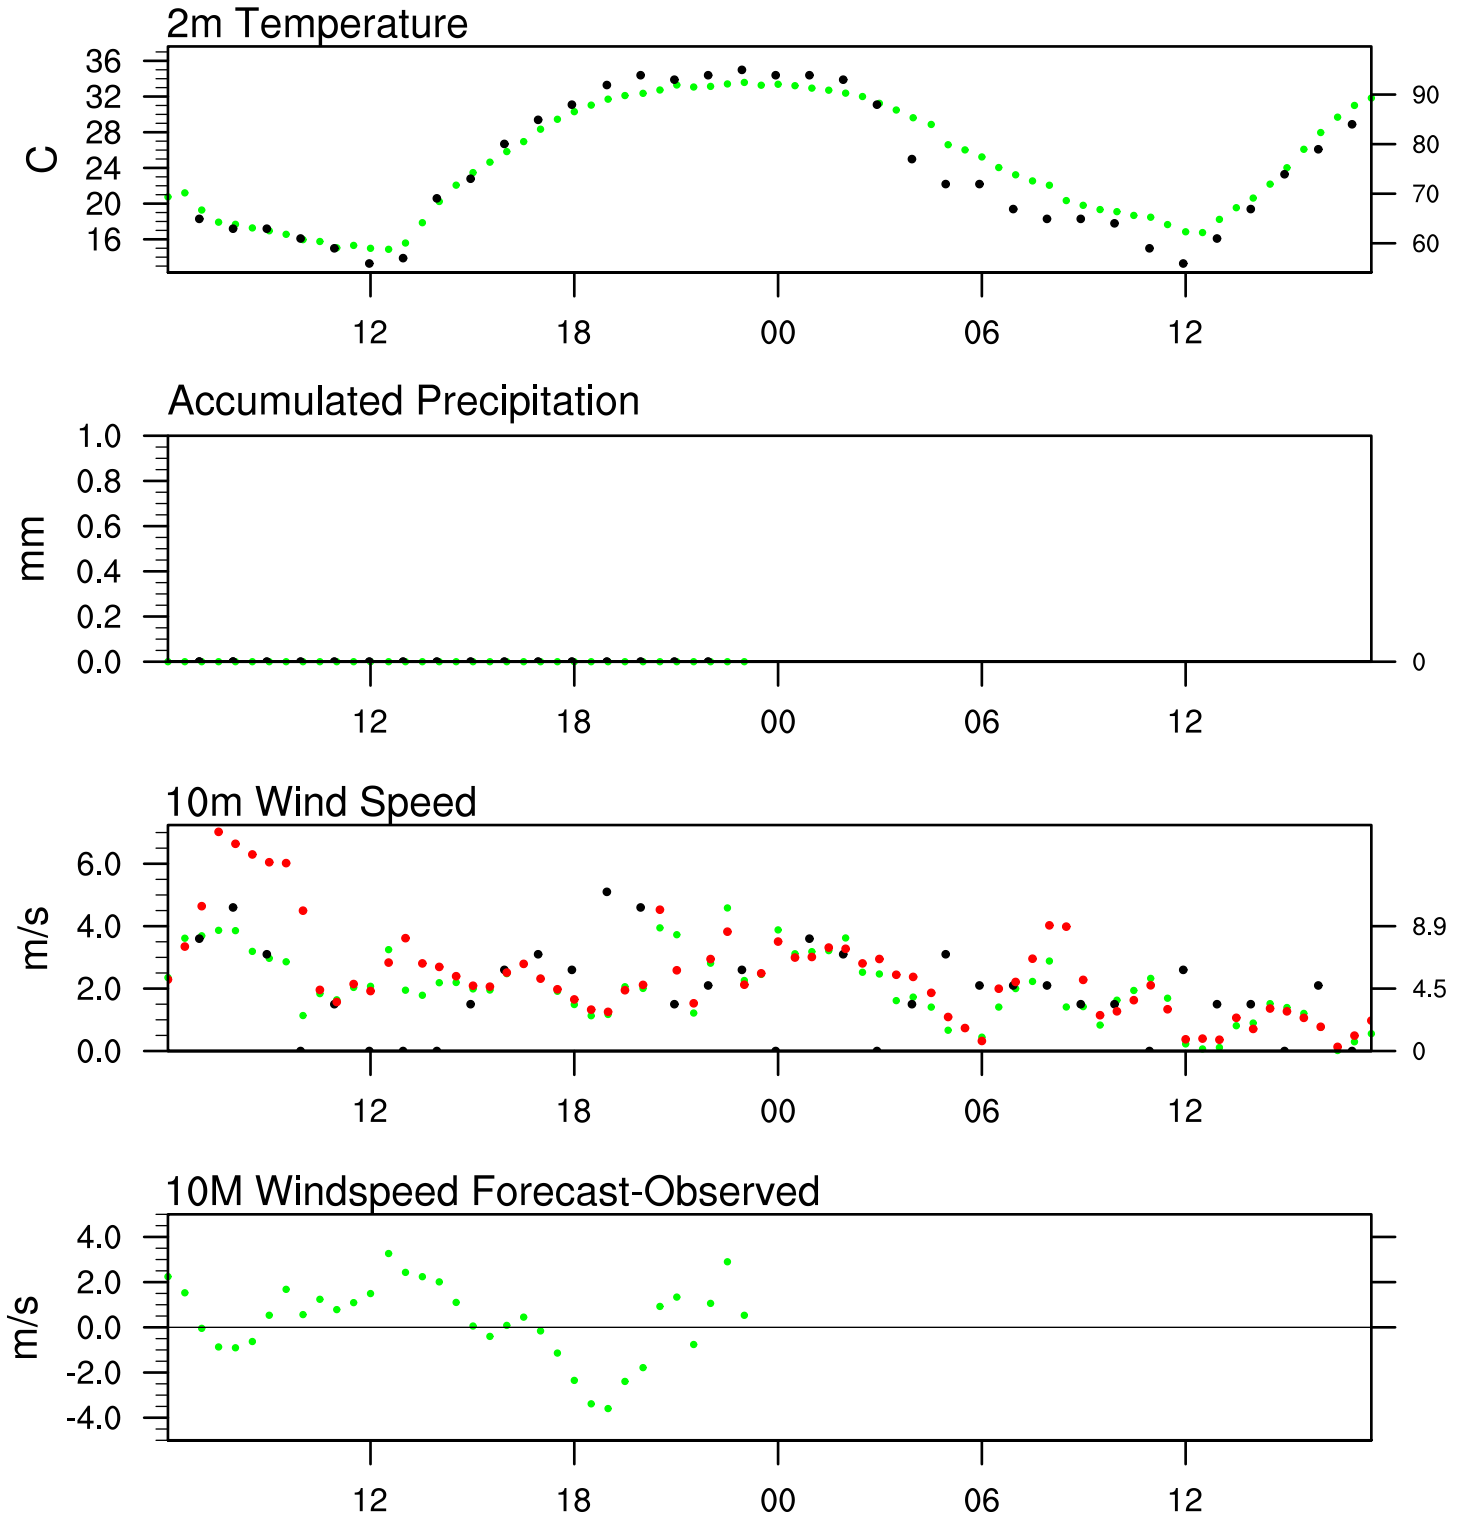 2m Temperature
36
32
28
24
20
16
C
90
80
70
60
12 18 00 06 12
Accumulated Precipitation
1.0
0.8
0.6
0.4
0.2
0.0
mm
0
12 18 00 06 12
10m Wind Speed
6.0
4.0
2.0
0.0
m/s
8.9
4.5
0
12 18 00 06 12
10M Windspeed Forecast-Observed
4.0
2.0
0.0
-2.0
-4.0
m/s
12 18 00 06 12